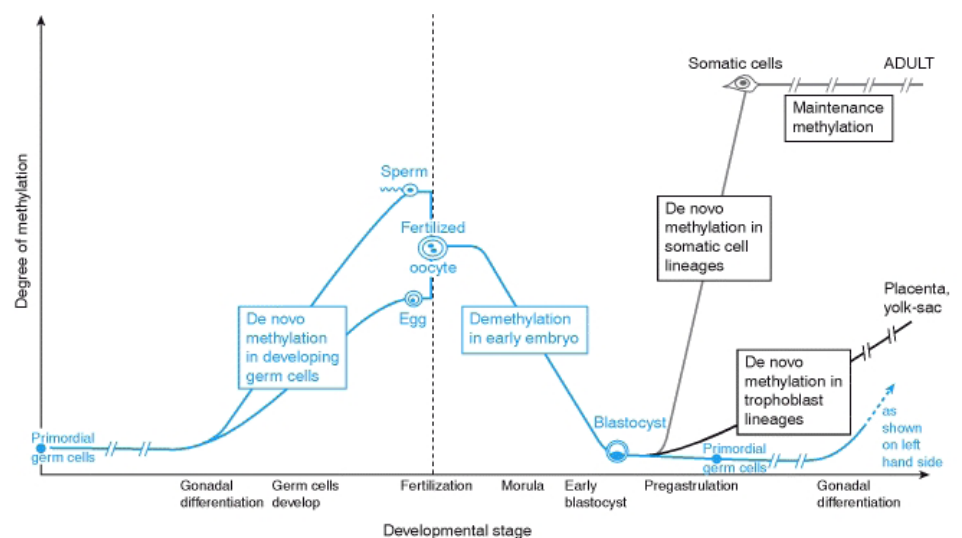 Somatic cells
ADULT
Maintenance
methylation
Degree of methylation
Sperm
Fertilized
oocyte
Egg
De novo
methylation in
somatic cell
lineages
De novo
methylation
in developing
germ cells
Demethylation
in early embryo
Placenta,
yolk-sac
De novo
methylation in
trophoblast
lineages
Blastocyst
as
shown
on left
hand side
Primordial
germ cells
Primordial
germ cells
Gonadal
differentiation
Germ cells
develop
Fertilization
Morula
Early
blastocyst
Pregastrulation
Gonadal
differentiation
Developmental stage